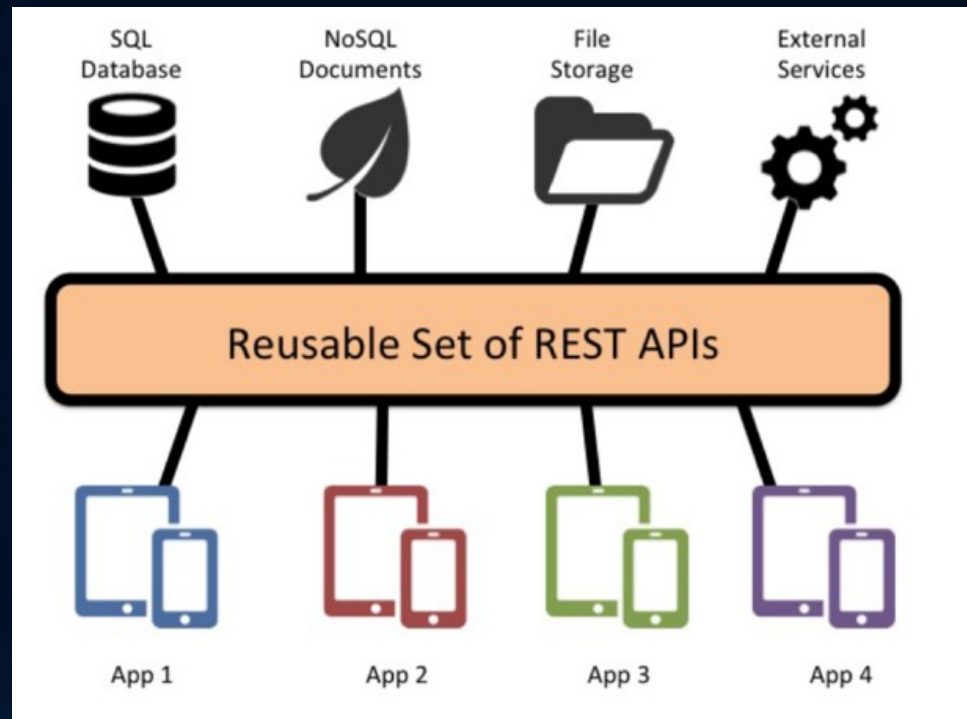 SQL
Database
NoSQL
Documents
File
Storage
External
Services
Reusable Set of REST APIs
App 1
App 2
App 3
App 4